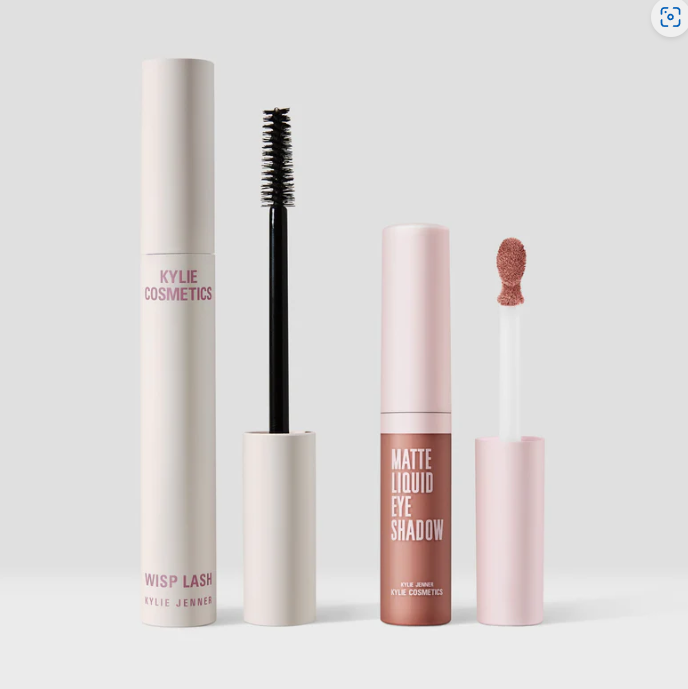 KYLIE
COSMETICS
WISP LASH
KYLIE JENNER
MATTE
LIQUID
EYE
SHADOW
KYLIE JENNER
KYLIE COSMETICS